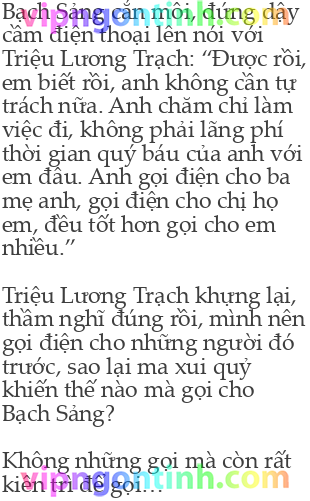 Bạch Sảng cắn môi, đứng dậy
cầm điện thoại lên nói với
Triệu Lương Trạch: “Được rồi,
em biết rồi, anh không cần tự
trách nữa. Anh chăm chỉ làm
việc đi, không phải lãng phí
thời gian quý báu của anh với
em đâu. Anh gọi điện cho ba
mẹ anh, gọi điện cho chị họ
em, đều tốt hơn gọi cho em
nhiều.”
Triệu Lương Trạch khựng lại,
thầm nghĩ đúng rồi, mình nên
gọi điện cho những người đó
trước, sao lại ma xui quỷ
khiến thế nào mà gọi cho
Bạch Sảng?
Không những gọi mà còn rất
kiên trì để gọi…
vipngontinh.com
vipngontinh.com